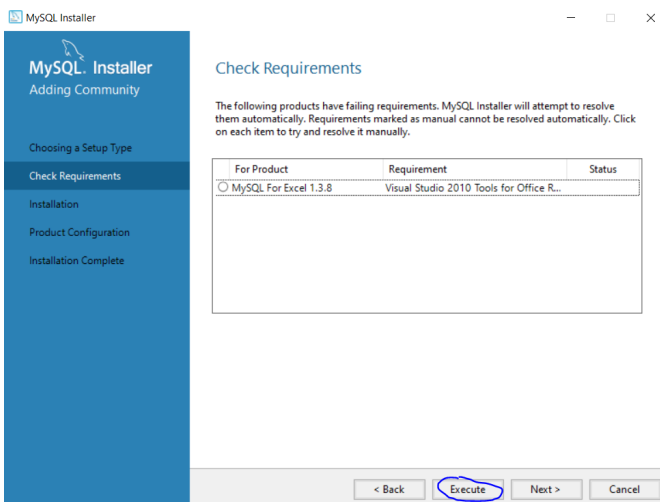 MySQL Installer
MySQL. Installer
Adding Community
Choosing a Setup Type
Check Requirements
Installation
Product Configuration
Installation Complete
Check Requirements
The following products have failing requirements. MySQL Installer will attempt to resolve
them automatically. Requirements marked as manual cannot be resolved automatically. Click
on each item to try and resolve it manually.
For Product Requirement Status
MySQL For Excel 1.3.8 Visual Studio 2010 Tools for Office R...
< Back Execute Next > Cancel